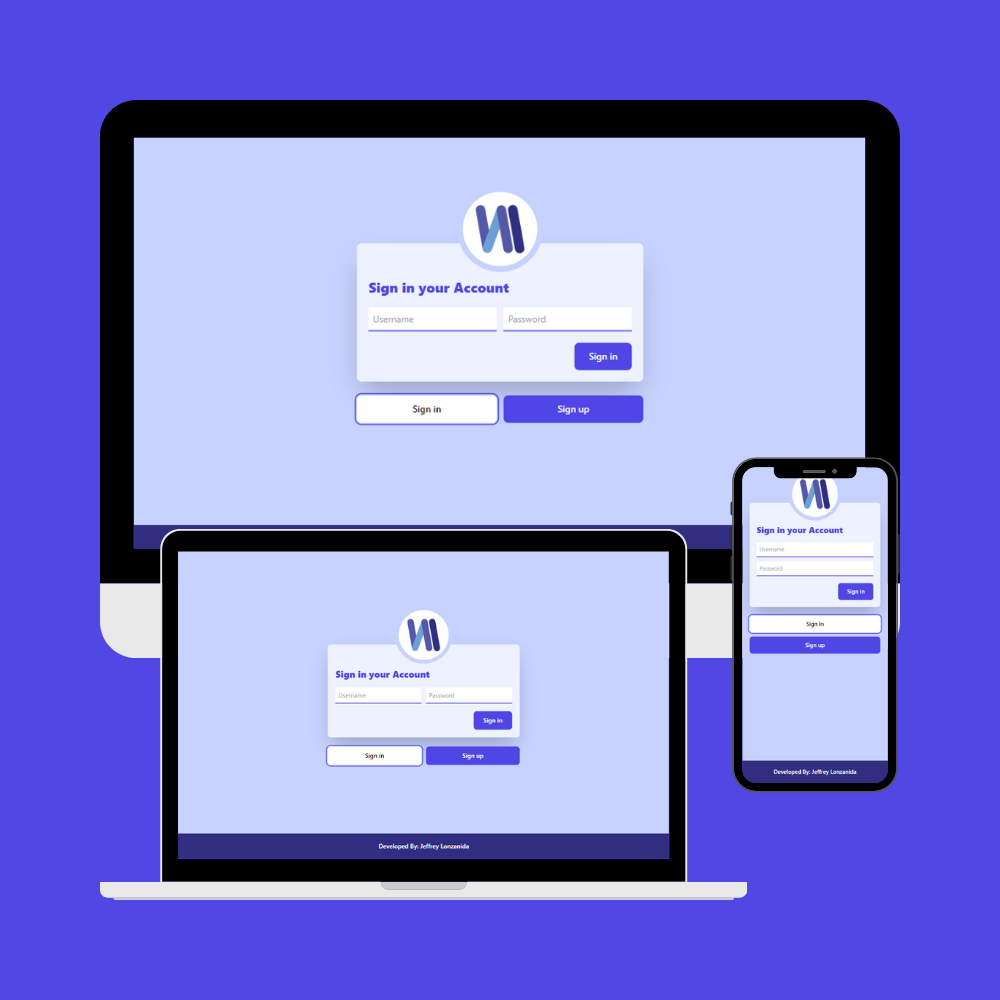 Sign in your Account
Username Password
Sign in
Sign in Sign up
Sign in your Account
Username Password
Sign in
Sign in Sign up
Developed By: Jeffrey Lonzanida
Sign in your Account
Username
Password
Sign in
Sign in
Sign up
Developed By: Jeffrey Lonzanida